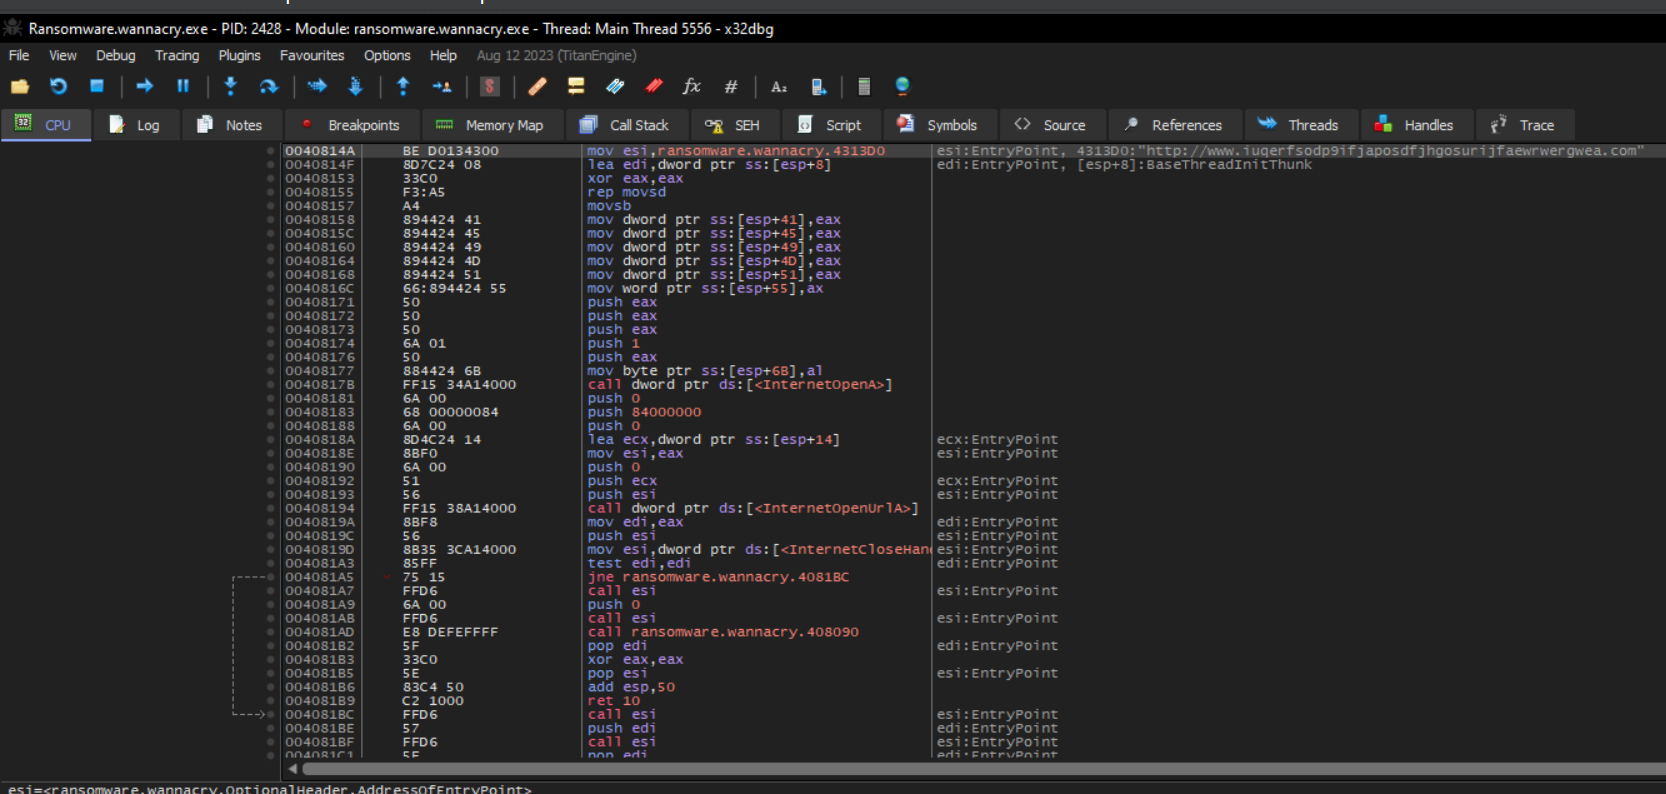 Ransomware.wannacry.exe - PID: 2428 - Module: ransomware.wannacry.exe - Thread: Main Thread 5556 - x32dbg
File View Debug Tracing Plugins Favourites Options Help Aug 12 2023 (TitanEngine)
CPU Log Notes Breakpoints Memory Map Call Stack SEH Script Symbols Source References Threads Handles Trace
0040814A BE D0134300 mov esi,ransomware.wannacry.4313D0 esi:EntryPoint, 4313D0:"http://www.iuqerfsodp9ifjaposdfjhgosurijfaewrwergwea.com"
0040814F 8D7C24 08 lea edi,dword ptr ss:[esp+8] edi:EntryPoint, [esp+8]:BaseThreadInitThunk
00408153 33C0 xor eax,eax
00408155 F3:A5 rep movsd
00408157 A4 movsb
00408158 894424 41 mov dword ptr ss:[esp+41],eax
0040815C 894424 45 mov dword ptr ss:[esp+45],eax
00408160 894424 49 mov dword ptr ss:[esp+49],eax
00408164 894424 4D mov dword ptr ss:[esp+4D],eax
00408168 894424 51 mov dword ptr ss:[esp+51],eax
0040816C 66:894424 55 mov word ptr ss:[esp+55],ax
00408171 50 push eax
00408172 50 push eax
00408173 50 push eax
00408174 6A 01 push 1
00408176 50 push eax
00408177 884424 6B mov byte ptr ss:[esp+6B],al
0040817B FF15 34A14000 call dword ptr ds:[<InternetOpenA>]
00408181 6A 00 push 0
00408183 68 00000084 push 84000000
00408188 6A 00 push 0
0040818A 8D4C24 14 lea ecx,dword ptr ss:[esp+14] ecx:EntryPoint
0040818E 8BF0 mov esi,eax esi:EntryPoint
00408190 6A 00 push 0
00408192 51 push ecx ecx:EntryPoint
00408193 56 push esi esi:EntryPoint
00408194 FF15 38A14000 call dword ptr ds:[<InternetOpenUrlA>]
0040819A 8BF8 mov edi,eax edi:EntryPoint
0040819C 56 push esi esi:EntryPoint
0040819D 8B35 3CA14000 mov esi,dword ptr ds:[<InternetCloseHan esi:EntryPoint
004081A3 85FF test edi,edi edi:EntryPoint
004081A5 75 15 jne ransomware.wannacry.4081BC
004081A7 FFD6 call esi esi:EntryPoint
004081A9 6A 00 push 0
004081AB FFD6 call esi esi:EntryPoint
004081AD E8 DEFEFFFF call ransomware.wannacry.408090
004081B2 5F pop edi edi:EntryPoint
004081B3 33C0 xor eax,eax
004081B5 5E pop esi esi:EntryPoint
004081B6 83C4 50 add esp,50
004081B9 C2 1000 ret 10
004081BC FFD6 call esi esi:EntryPoint
004081BE 57 push edi edi:EntryPoint
004081BF FFD6 call esi esi:EntryPoint
004081C1 5F pop edi edi:EntryPoint
esi=<ransomware.wannacry.OptionalHeader.AddressOfEntryPoint>